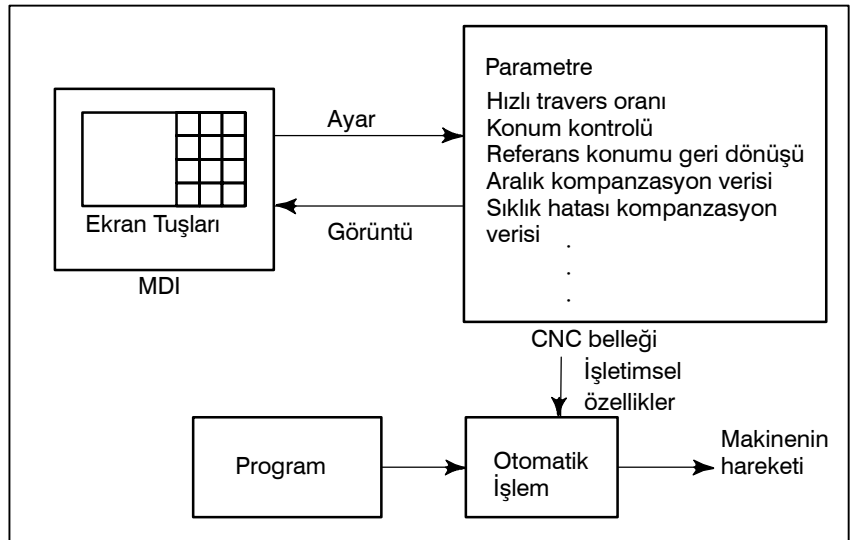 Ekran Tuşları
MDI
Ayar
Görüntü
Parametre
Hızlı travers oranı
Konum kontrolü
Referans konumu geri dönüşü
Aralık kompanzasyon verisi
Sıklık hatası kompanzasyon
verisi
.
.
.
CNC belleği
İşletimsel
özellikler
Program
Otomatik
İşlem
Makinenin
hareketi